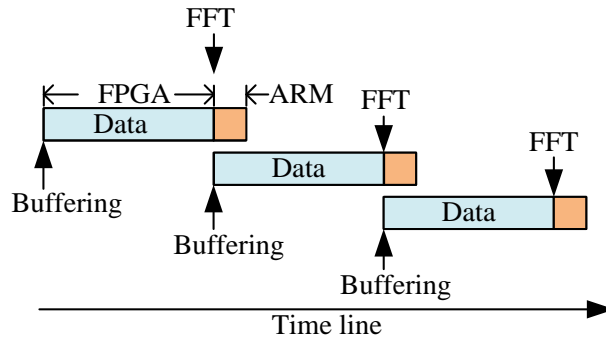 FFT
FPGA ARM
Data
FFT
Buffering
Data
FFT
Buffering
Data
Buffering
Time line